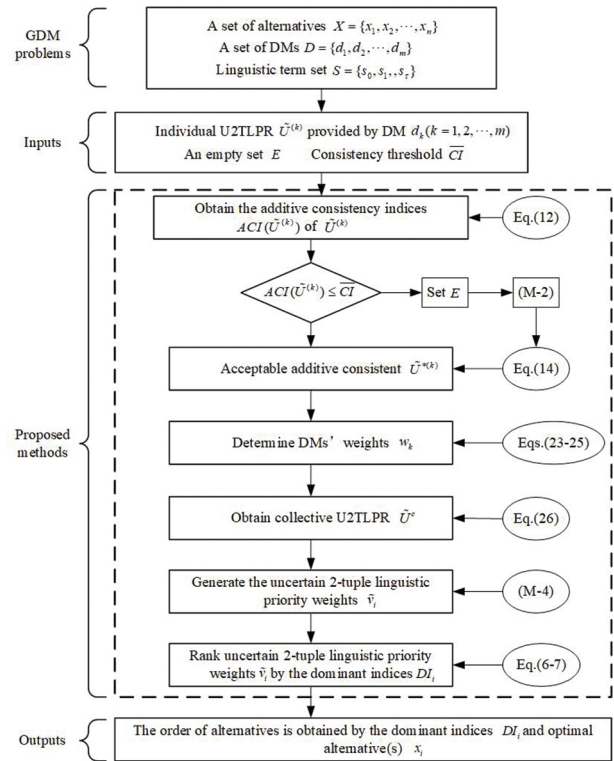 GDM
problems
A set of alternatives X = {x₁, x₂, ⋯, xₙ}
A set of DMs D = {d₁, d₂, ⋯, dₘ}
Linguistic term set S = {s₀, s₁, , s_τ}
Inputs
Individual U2TLPR Ũ⁽ᵏ⁾ provided by DM dₖ (k = 1, 2, ⋯, m)
An empty set E Consistency threshold C̅I̅
Proposed
methods
Obtain the additive consistency indices
ACI(Ũ⁽ᵏ⁾) of Ũ⁽ᵏ⁾
Eq.(12)
ACI(Ũ⁽ᵏ⁾) ≤ C̅I̅
Set E
(M-2)
Acceptable additive consistent Ũ*⁽ᵏ⁾
Eq.(14)
Determine DMs' weights wₖ
Eqs.(23-25)
Obtain collective U2TLPR Ũᶜ
Eq.(26)
Generate the uncertain 2-tuple linguistic
priority weights ṽᵢ
(M-4)
Rank uncertain 2-tuple linguistic priority
weights ṽᵢ by the dominant indices DIᵢ
Eq.(6-7)
Outputs
The order of alternatives is obtained by the dominant indices DIᵢ and optimal
alternative(s) xᵢ